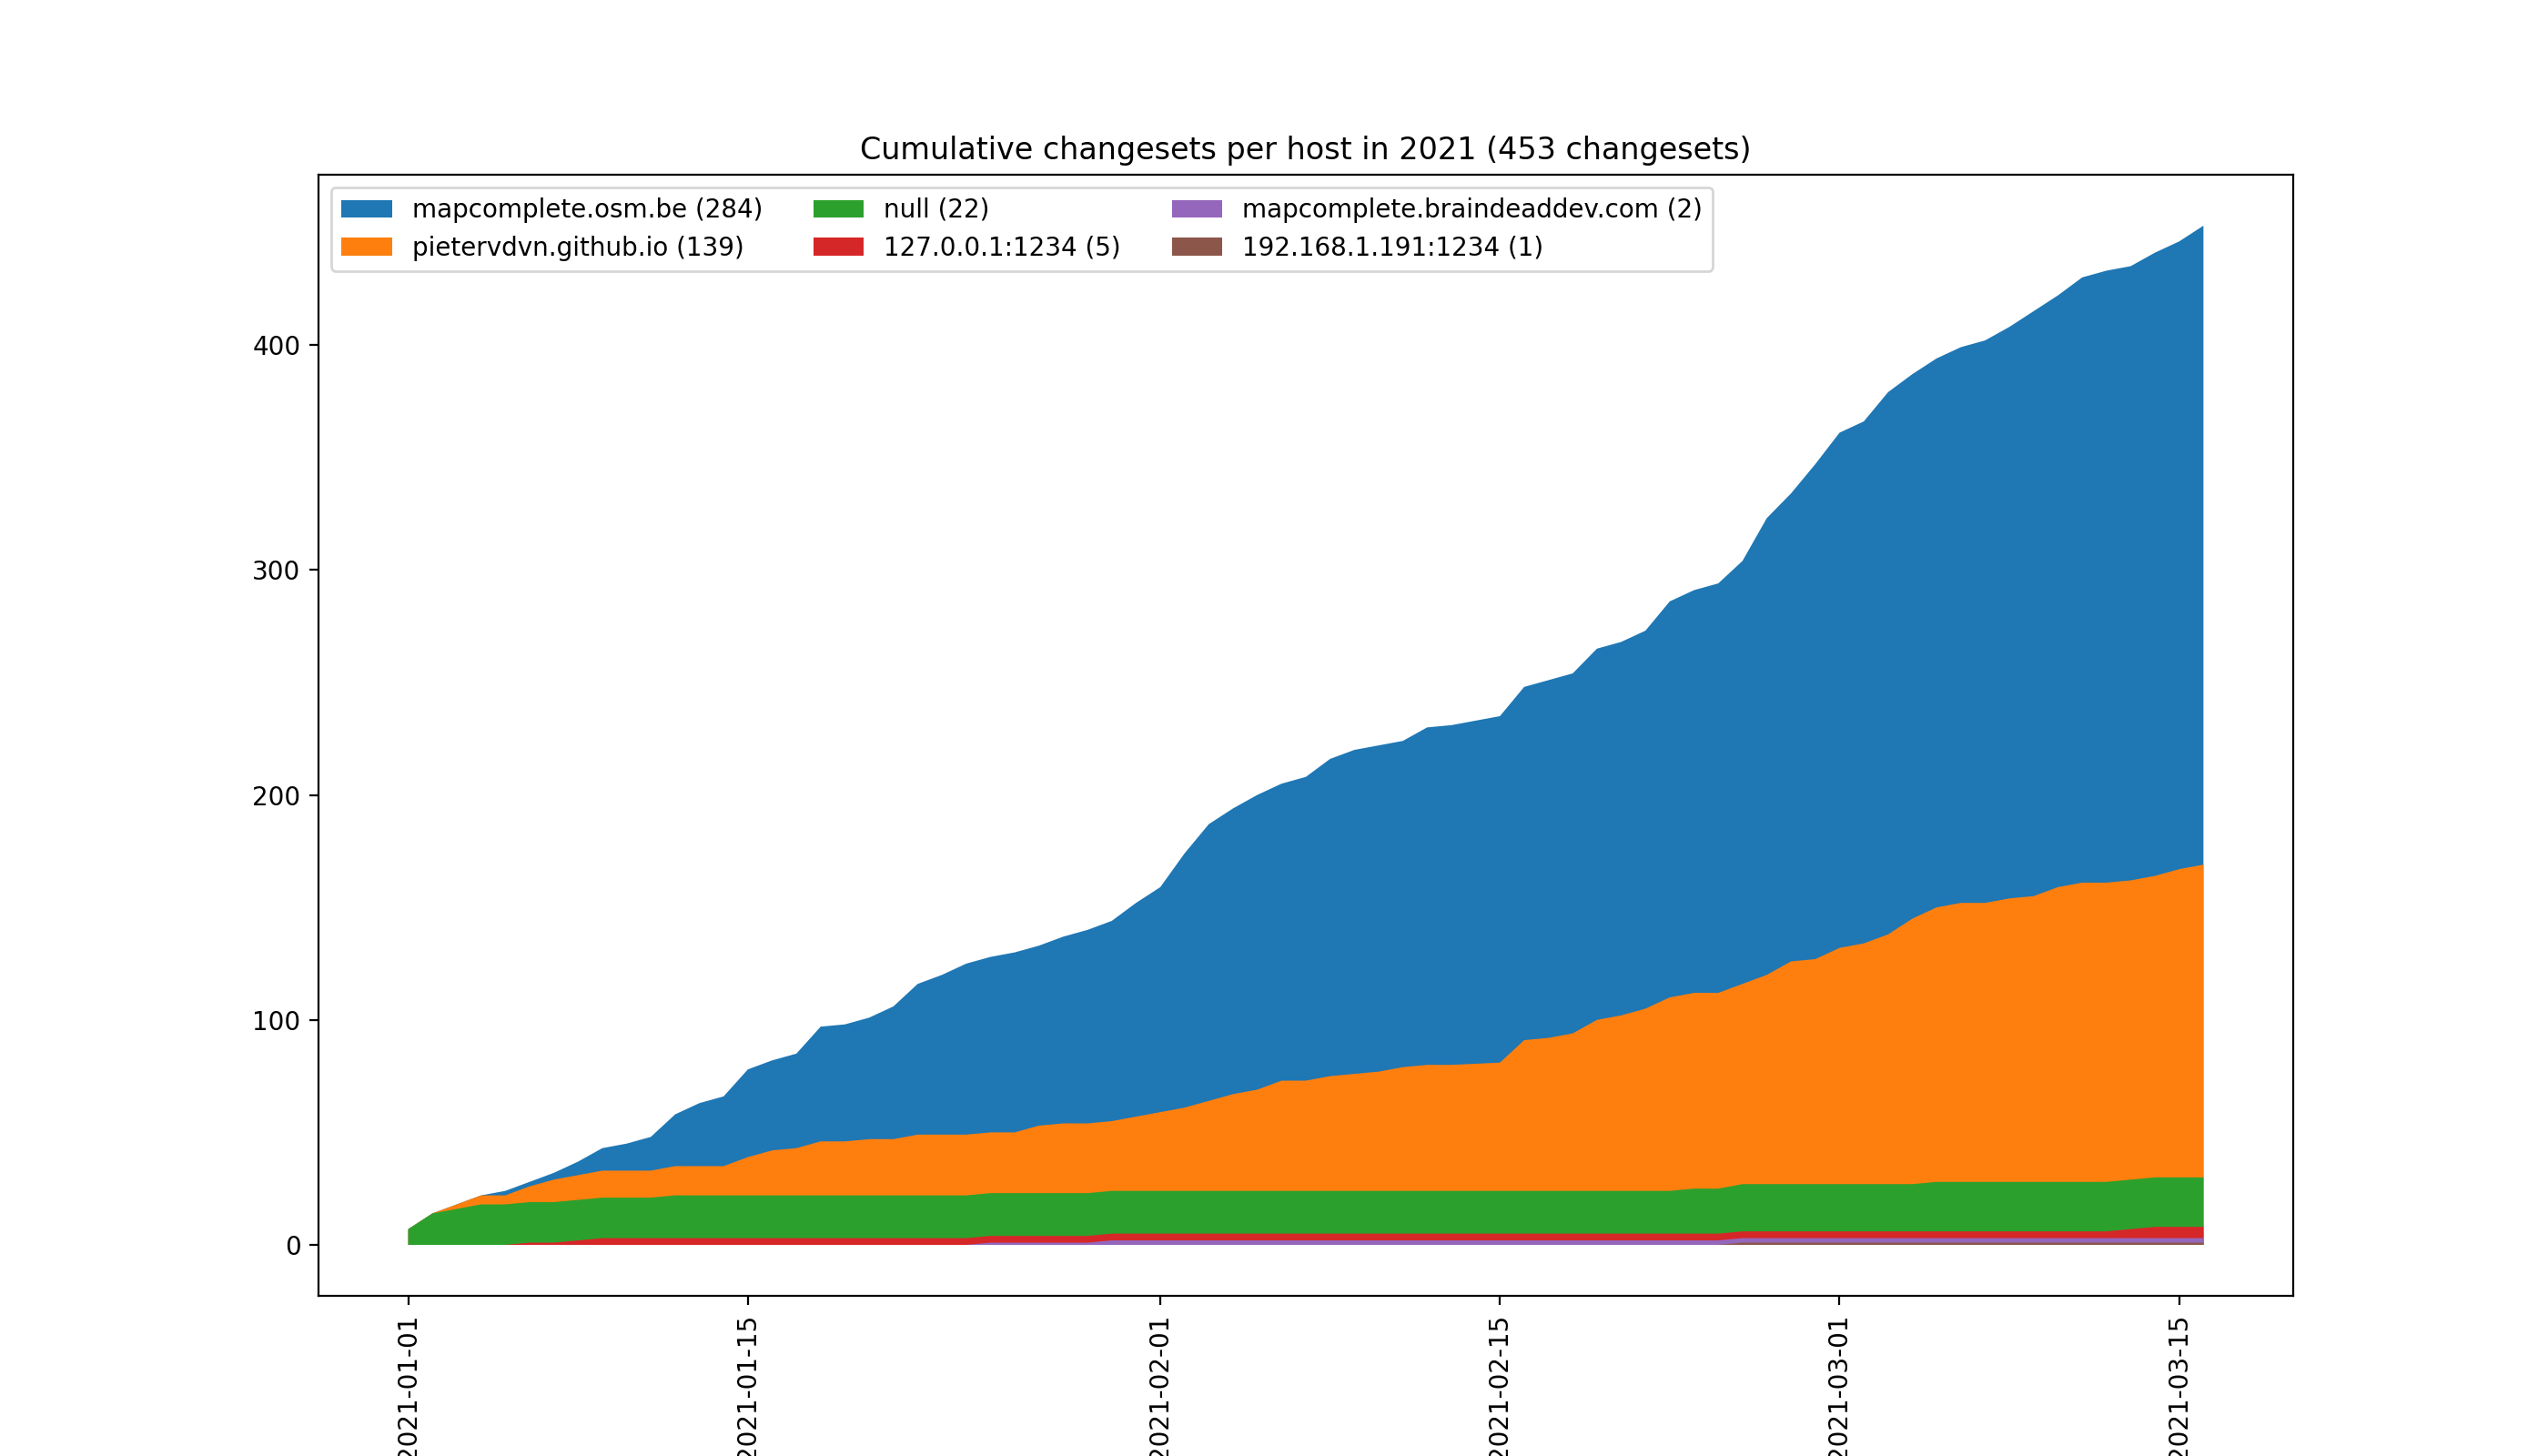 Cumulative changesets per host in 2021 (453 changesets)
mapcomplete.osm.be (284)
pietervdvn.github.io (139)
null (22)
127.0.0.1:1234 (5)
mapcomplete.braindeaddev.com (2)
192.168.1.191:1234 (1)
400
300
200
100
0
2021-01-01
2021-01-15
2021-02-01
2021-02-15
2021-03-01
2021-03-15